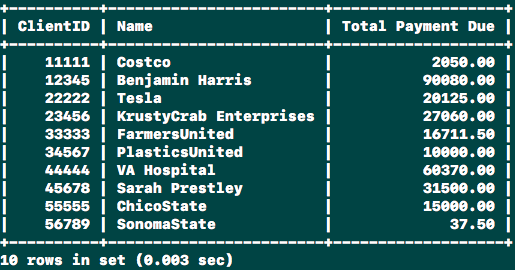 +----------+-----------------------+-------------------+
| ClientID | Name                  | Total Payment Due |
+----------+-----------------------+-------------------+
|    11111 | Costco                |           2050.00 |
|    12345 | Benjamin Harris       |          90080.00 |
|    22222 | Tesla                 |          20125.00 |
|    23456 | KrustyCrab Enterprises |          27060.00 |
|    33333 | FarmersUnited         |          16711.50 |
|    34567 | PlasticsUnited        |          10000.00 |
|    44444 | VA Hospital           |          60370.00 |
|    45678 | Sarah Prestley        |          31500.00 |
|    55555 | ChicoState            |          15000.00 |
|    56789 | SonomaState           |             37.50 |
+----------+-----------------------+-------------------+
10 rows in set (0.003 sec)